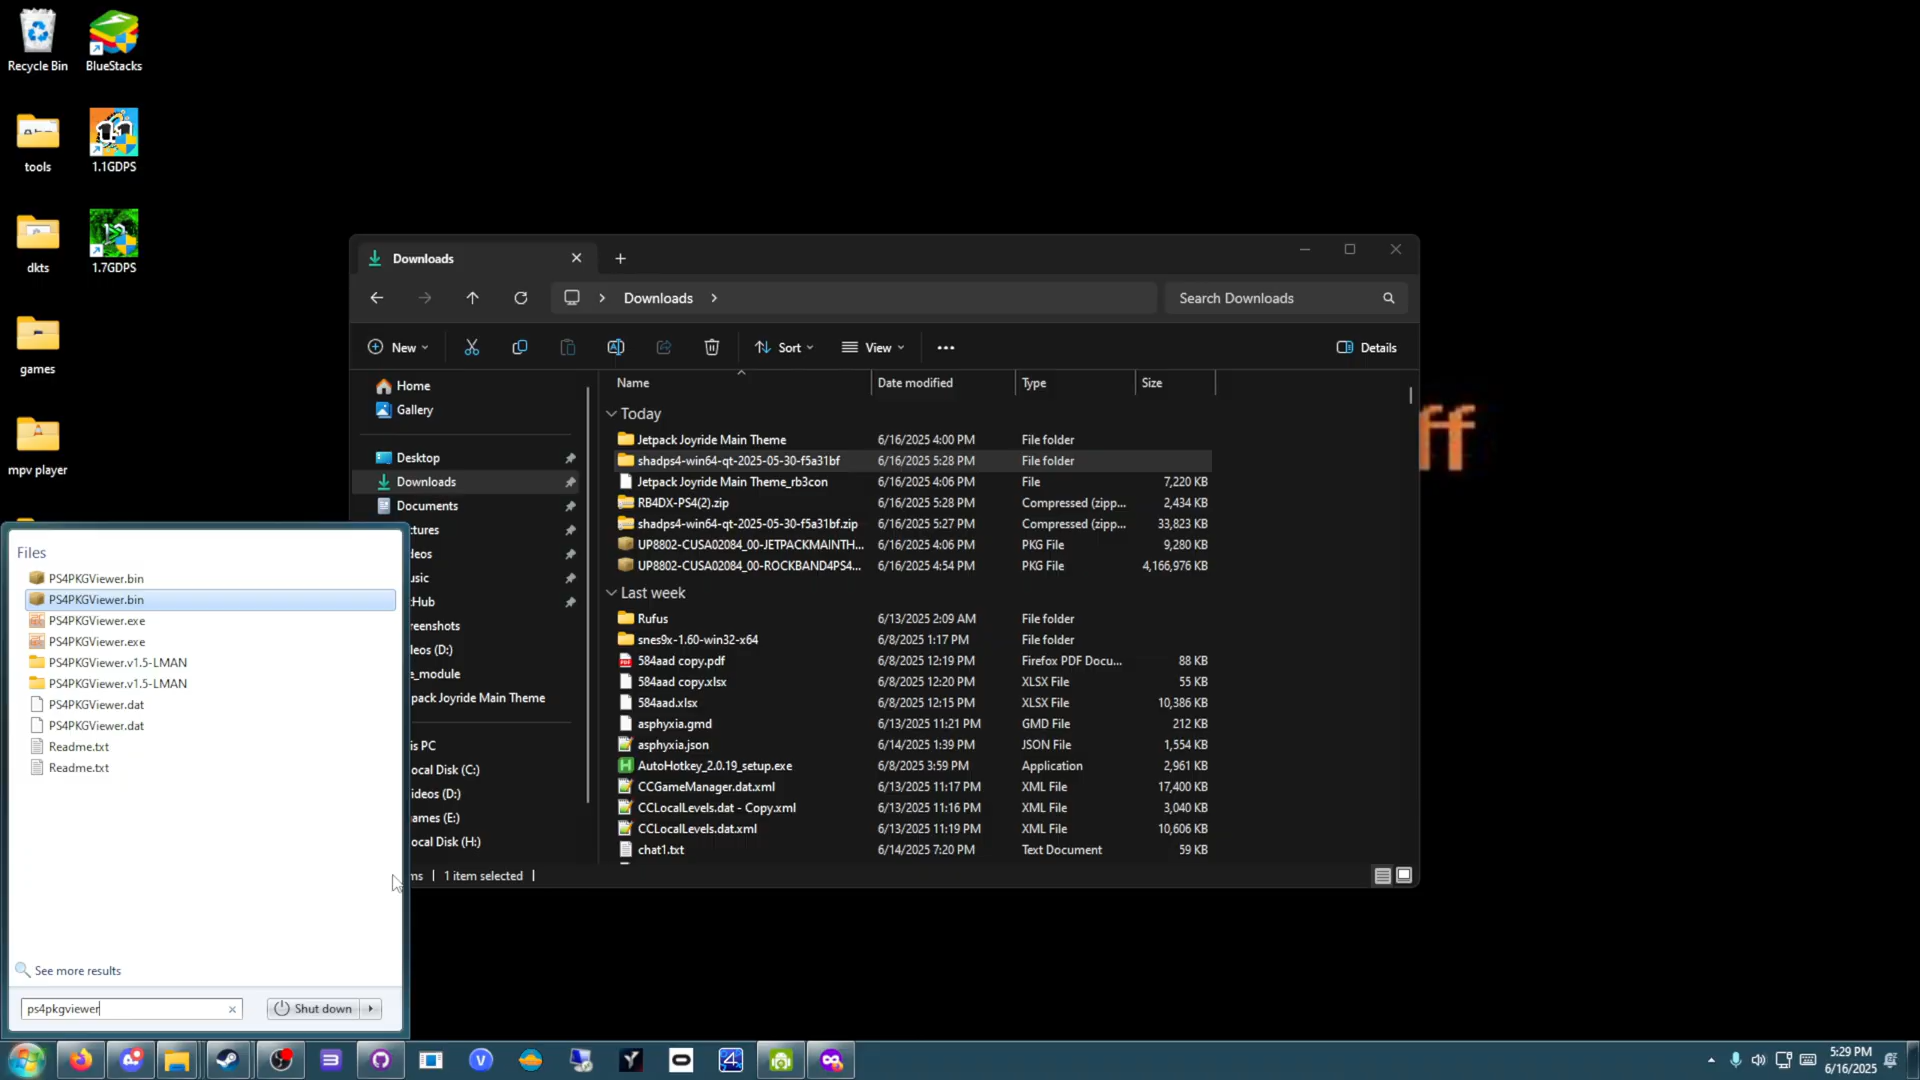 Recycle Bin
BlueStacks
tools
1.1GDPS
dkts
1.7GDPS
games
mpv player
ff
Downloads
Downloads
Search Downloads
New
Sort
View
Details
Home
Gallery
Desktop
Downloads
Documents
tures
eos
usic
tHub
reenshots
deos (D:)
e_module
pack Joyride Main Theme
is PC
ocal Disk (C:)
ideos (D:)
ames (E:)
ocal Disk (H:)
Name Date modified Type Size
Today
Jetpack Joyride Main Theme 6/16/2025 4:00 PM File folder
shadps4-win64-qt-2025-05-30-f5a31bf 6/16/2025 5:28 PM File folder
Jetpack Joyride Main Theme_rb3con 6/16/2025 4:06 PM File 7,220 KB
RB4DX-PS4(2).zip 6/16/2025 5:28 PM Compressed (zipp... 2,434 KB
shadps4-win64-qt-2025-05-30-f5a31bf.zip 6/16/2025 5:27 PM Compressed (zipp... 33,823 KB
UP8802-CUSA02084_00-JETPACKMAINTH... 6/16/2025 4:06 PM PKG File 9,280 KB
UP8802-CUSA02084_00-ROCKBAND4PS4... 6/16/2025 4:54 PM PKG File 4,166,976 KB
Last week
Rufus 6/13/2025 2:09 AM File folder
snes9x-1.60-win32-x64 6/8/2025 1:17 PM File folder
584aad copy.pdf 6/8/2025 12:19 PM Firefox PDF Docu... 88 KB
584aad copy.xlsx 6/8/2025 12:20 PM XLSX File 55 KB
584aad.xlsx 6/8/2025 12:15 PM XLSX File 10,386 KB
asphyxia.gmd 6/13/2025 11:21 PM GMD File 212 KB
asphyxia.json 6/14/2025 1:39 PM JSON File 1,554 KB
AutoHotkey_2.0.19_setup.exe 6/8/2025 3:59 PM Application 2,961 KB
CCGameManager.dat.xml 6/13/2025 11:17 PM XML File 17,400 KB
CCLocalLevels.dat - Copy.xml 6/13/2025 11:16 PM XML File 3,040 KB
CCLocalLevels.dat.xml 6/13/2025 11:19 PM XML File 10,606 KB
chat1.txt 6/14/2025 7:20 PM Text Document 59 KB
ms 1 item selected
Files
PS4PKGViewer.bin
PS4PKGViewer.bin
PS4PKGViewer.exe
PS4PKGViewer.exe
PS4PKGViewer.v1.5-LMAN
PS4PKGViewer.v1.5-LMAN
PS4PKGViewer.dat
PS4PKGViewer.dat
Readme.txt
Readme.txt
See more results
ps4pkgviewer
Shut down
5:29 PM
6/16/2025